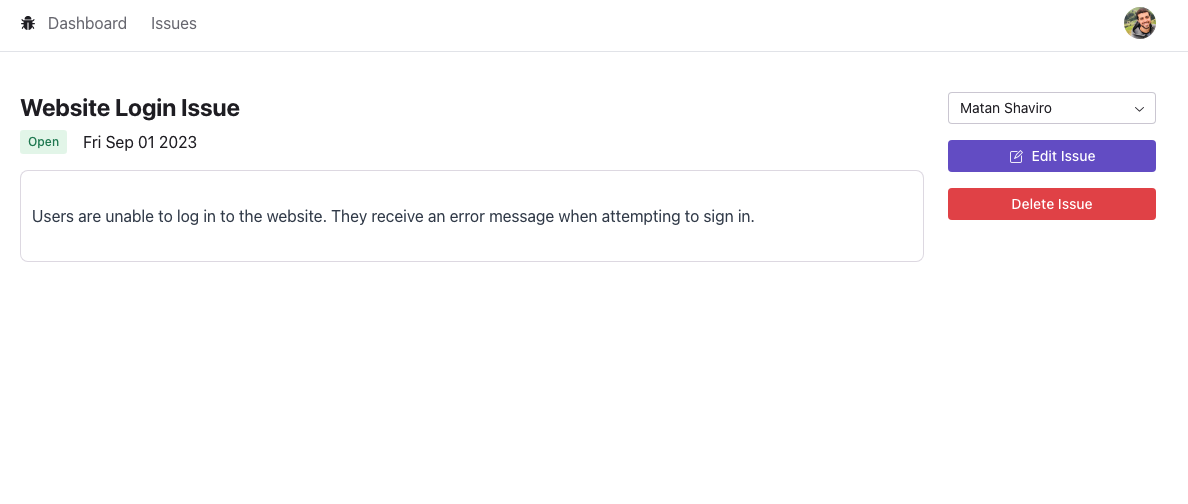 Dashboard Issues
Website Login Issue
Open Fri Sep 01 2023
Users are unable to log in to the website. They receive an error message when attempting to sign in.
Matan Shaviro
Edit Issue
Delete Issue